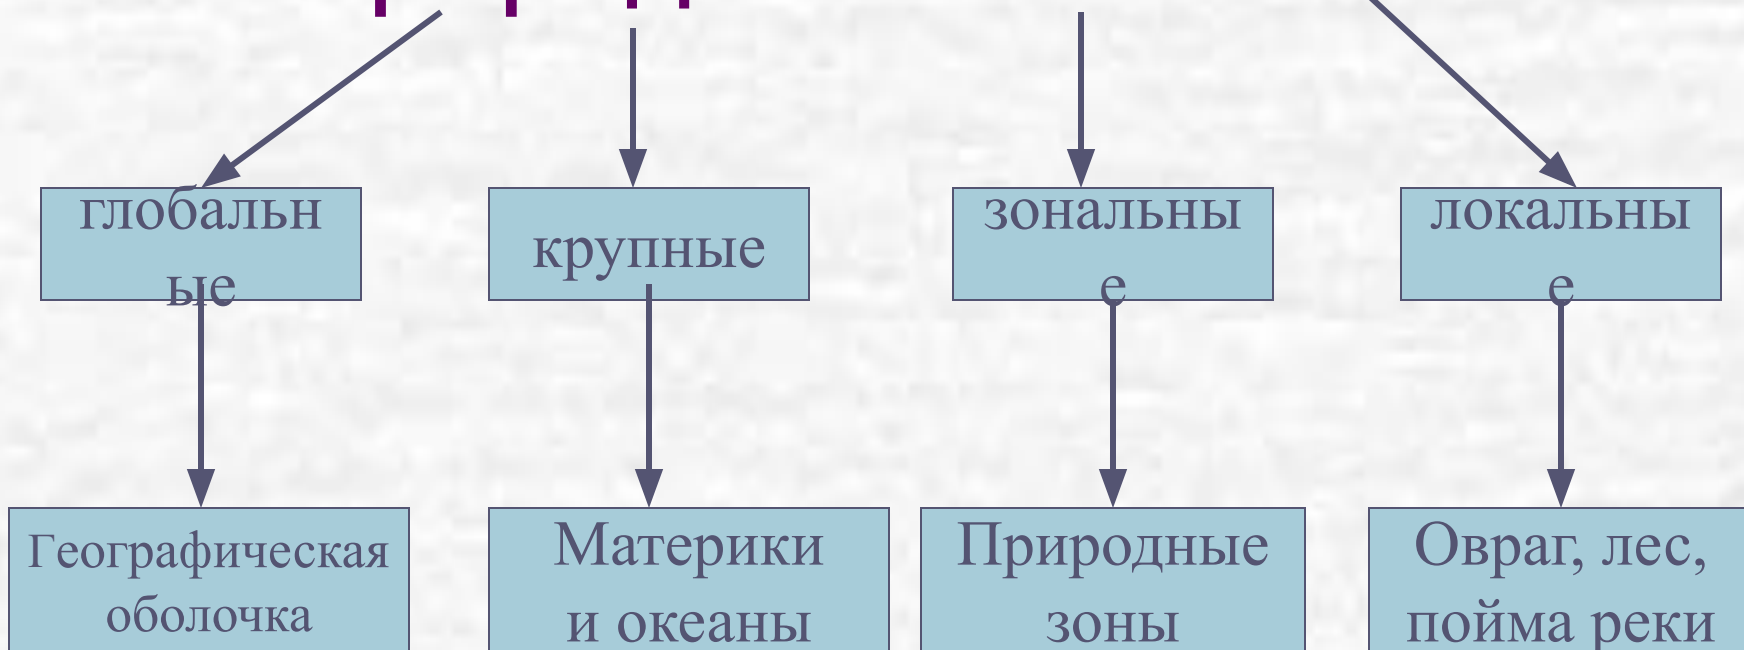 глобальн
ые
крупные
зональны
е
локальны
е
Географическая
оболочка
Материки
и океаны
Природные
зоны
Овраг, лес,
пойма реки